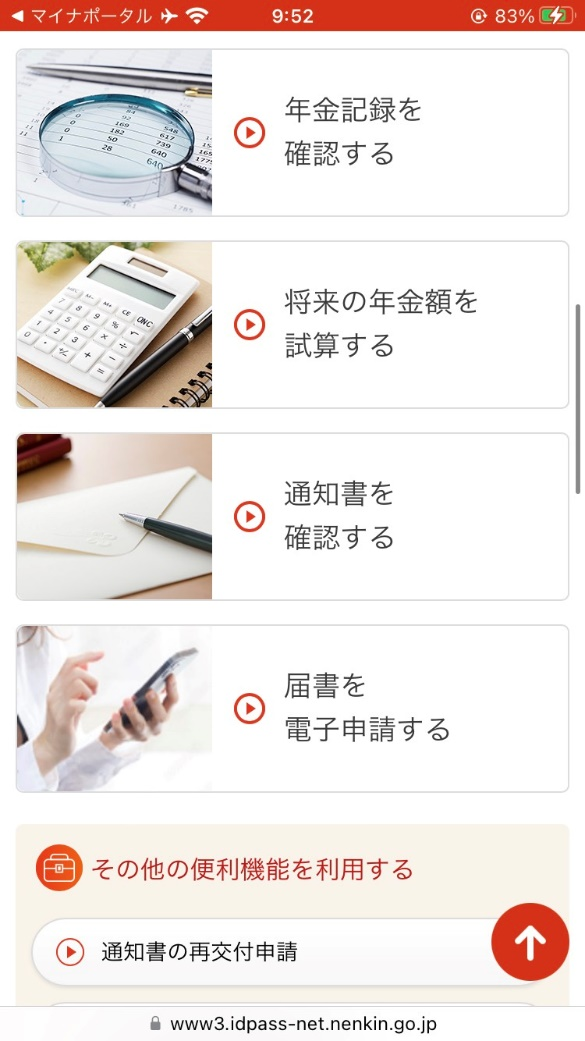 マイナポータル
9:52
83%
年金記録を
確認する
将来の年金額を
試算する
通知書を
確認する
届書を
電子申請する
その他の便利機能を利用する
通知書の再交付申請
www3.idpass-net.nenkin.go.jp